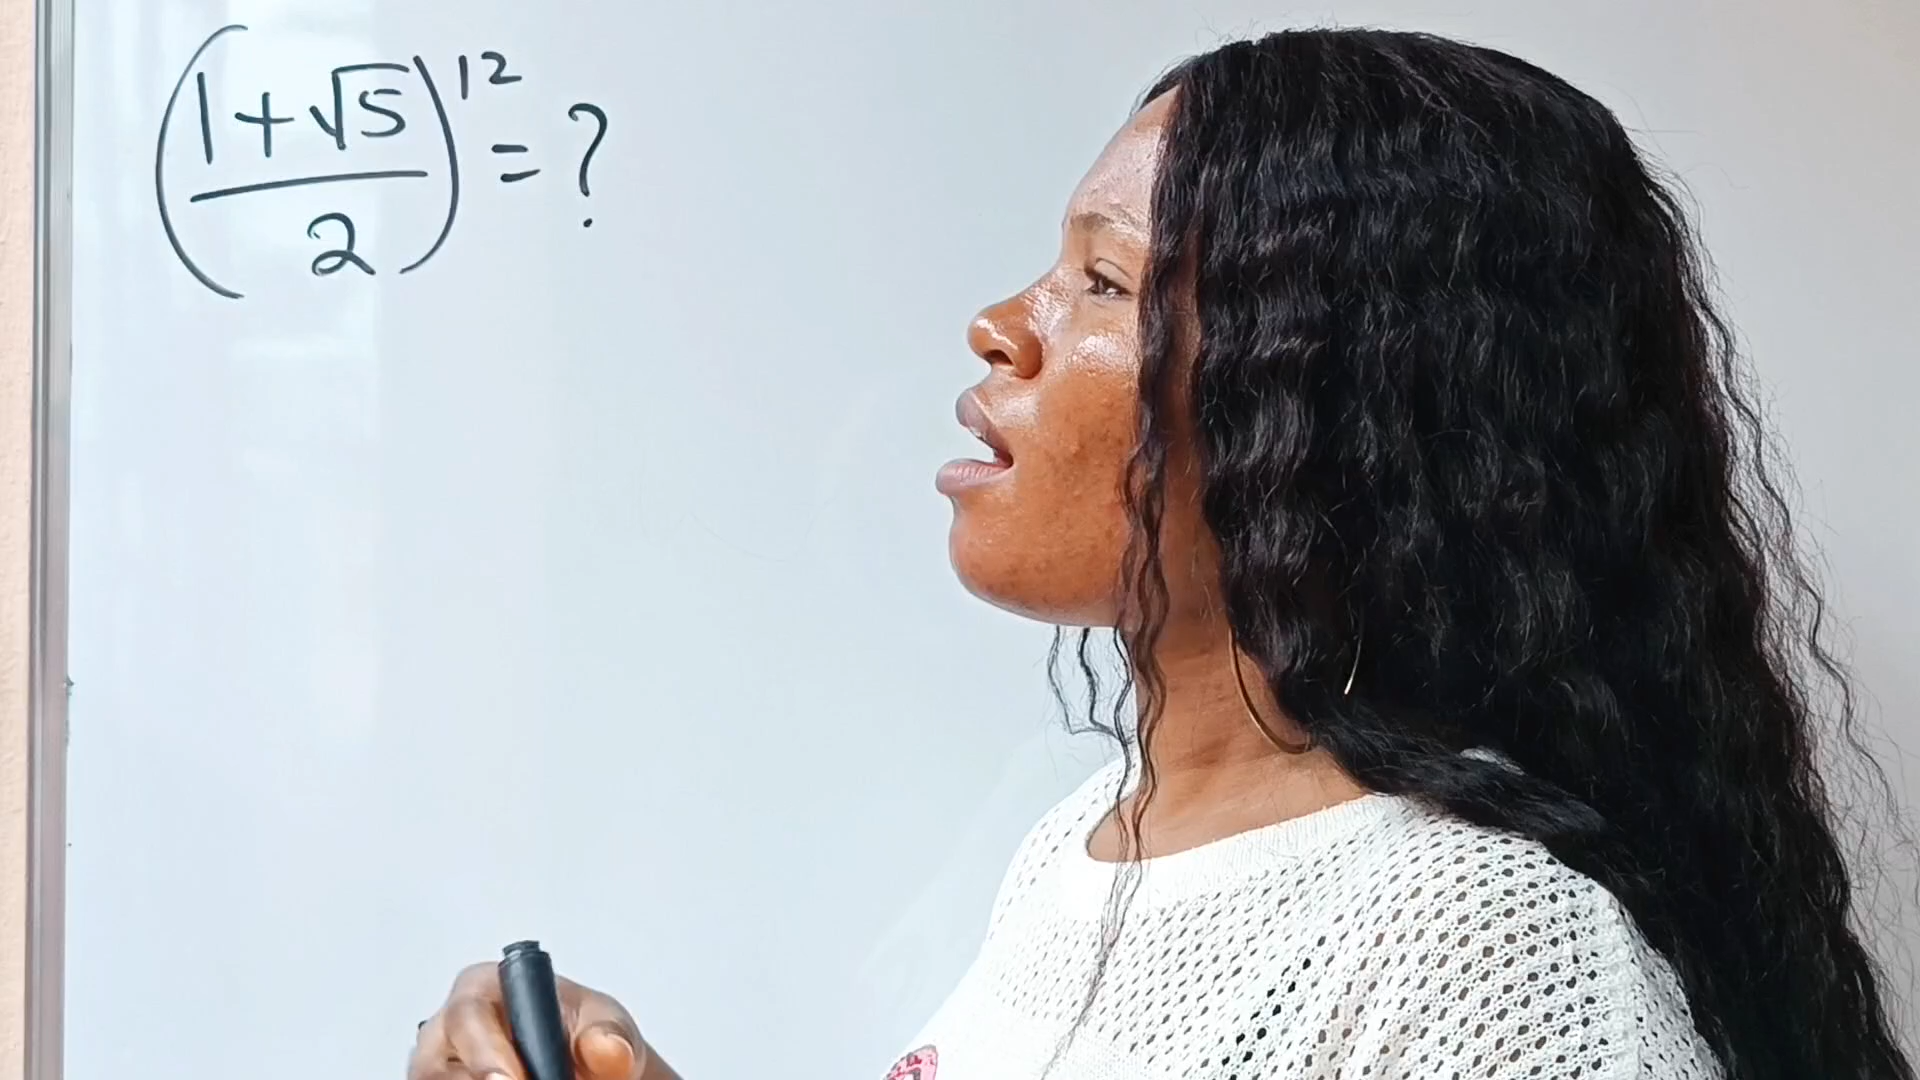 (1+√5/2)^12 = ?